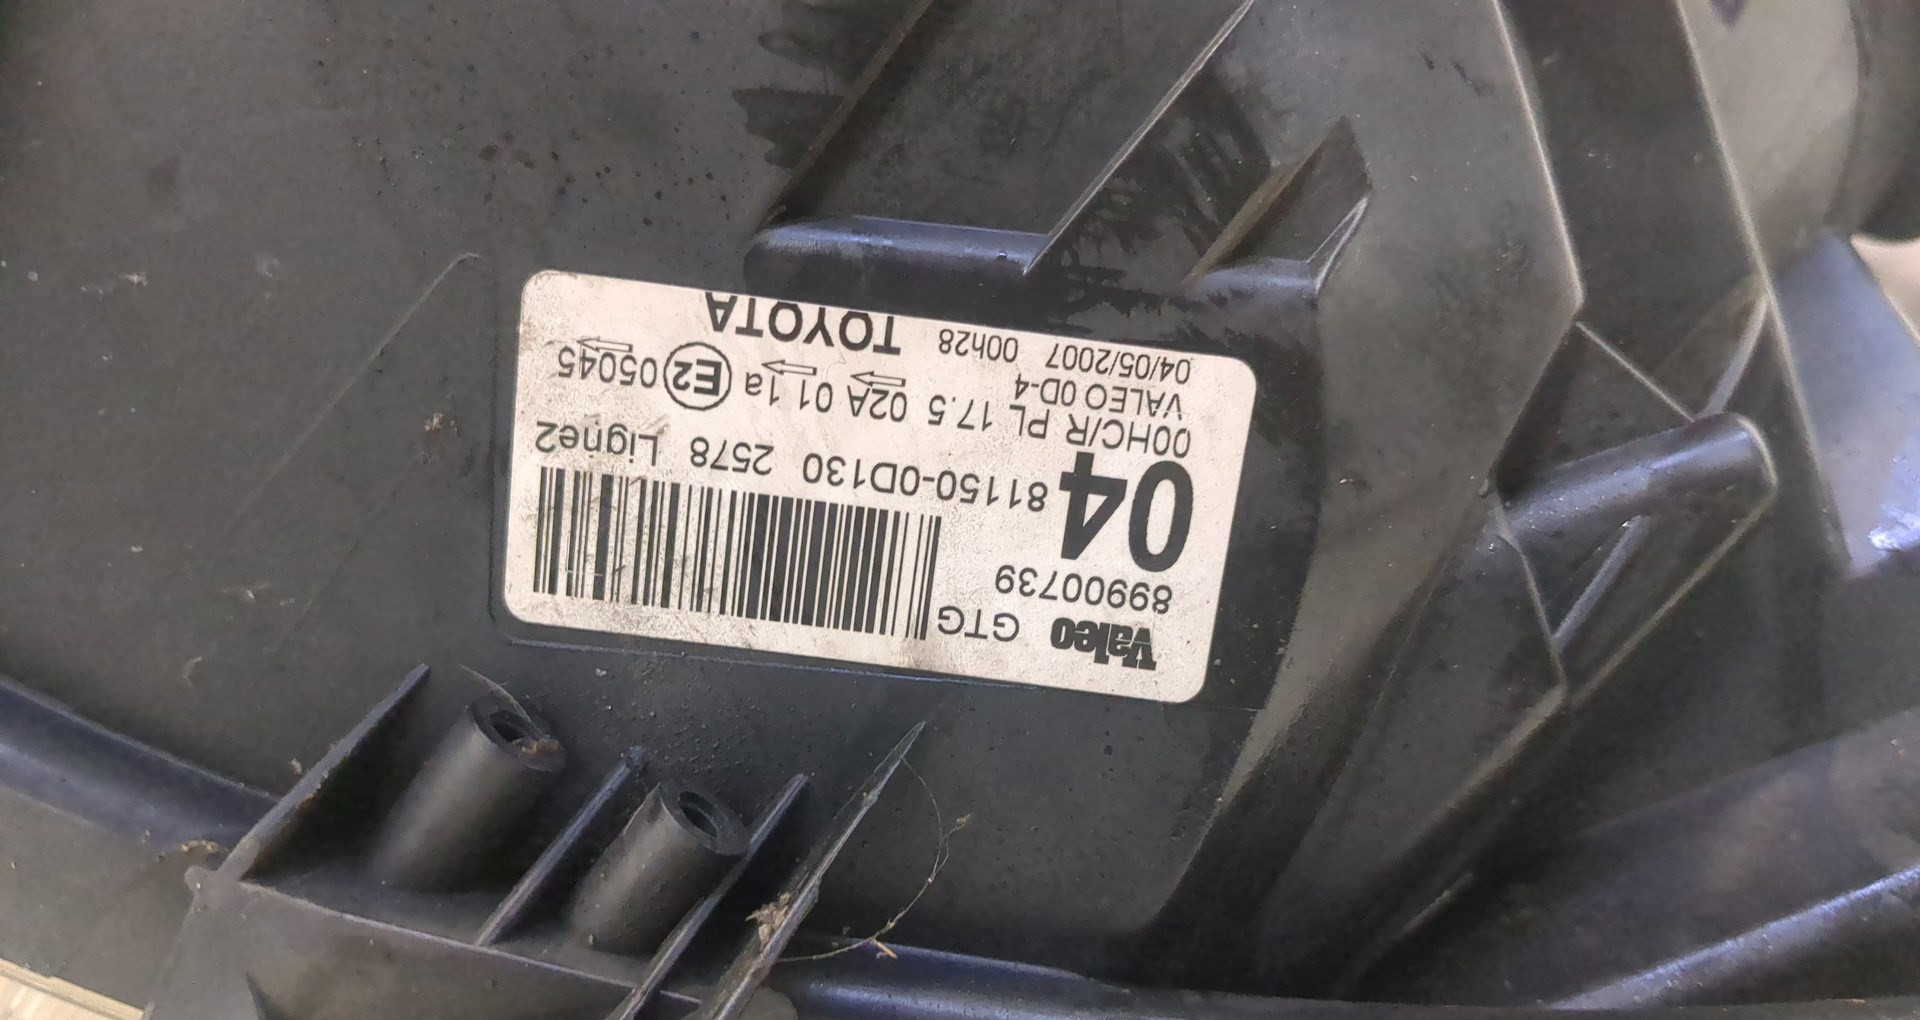 Valeo GTG
89900739
04 81150-0D130 2578 Ligne2
00HC/R PL 17.5 02A 01 1a E2 05045
VALEO 0D-4
04/05/2007 00h28 TOYOTA